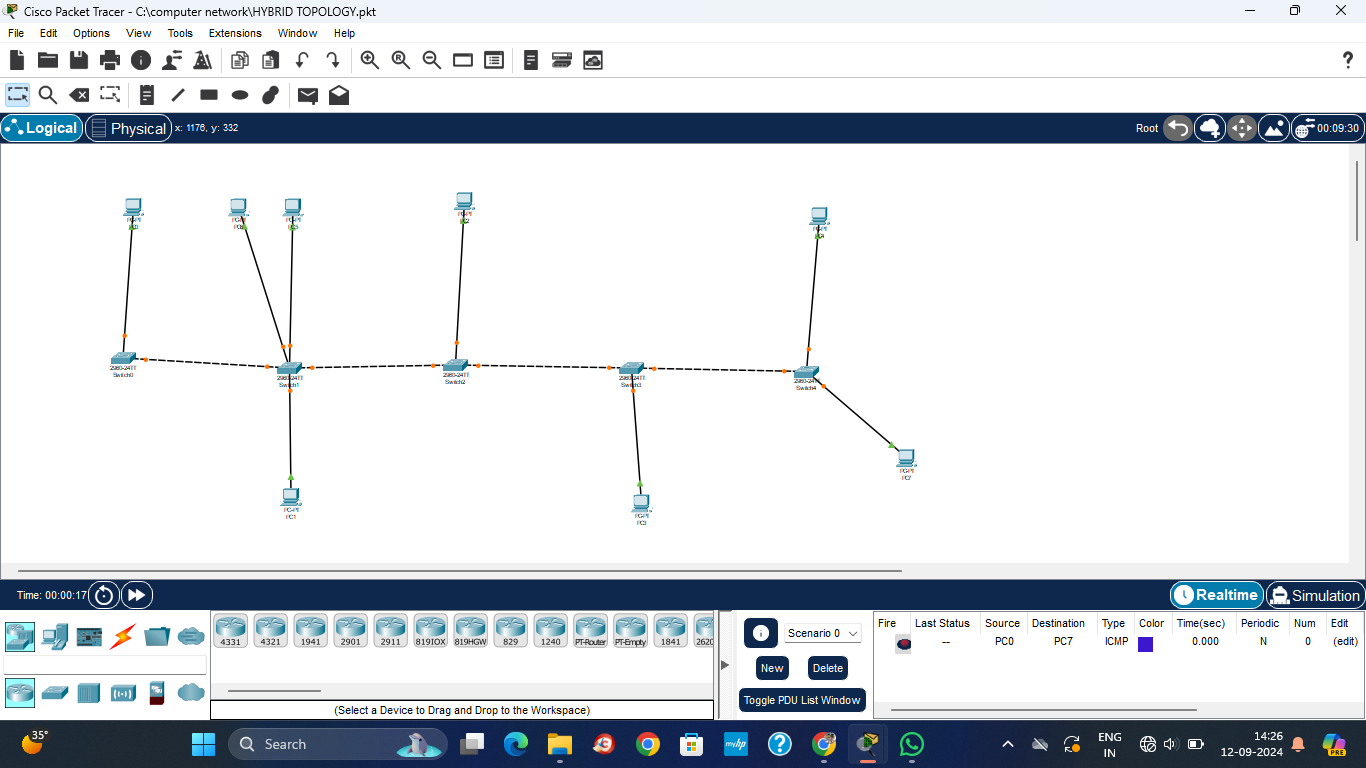 Cisco Packet Tracer - C:\computer network\HYBRID TOPOLOGY.pkt
File Edit Options View Tools Extensions Window Help
Logical Physical x: 1176, y: 332 Root 00:09:30
PC-PT
PC-PT
PC5
PC-PT
PC2
PC-PT
PC4
2960-24TT
Switch0
2960-24TT
Switch1
2960-24TT
Switch2
2960-24TT
Switch3
2960-24TT
Switch4
PC-PT
PC7
PC-PT
PC1
PC-PT
PC3
Time: 00:00:17 Realtime Simulation
4331 4321 1941 2901 2911 819IOX 819HGW 829 1240 PT-Router PT-Empty 1841 262
(Select a Device to Drag and Drop to the Workspace)
Scenario 0
New Delete
Toggle PDU List Window
Fire Last Status Source Destination Type Color Time(sec) Periodic Num Edit
-- PC0 PC7 ICMP 0.000 N 0 (edit)
35°
Search
myhp
ENG
IN
14:26
12-09-2024
PRE